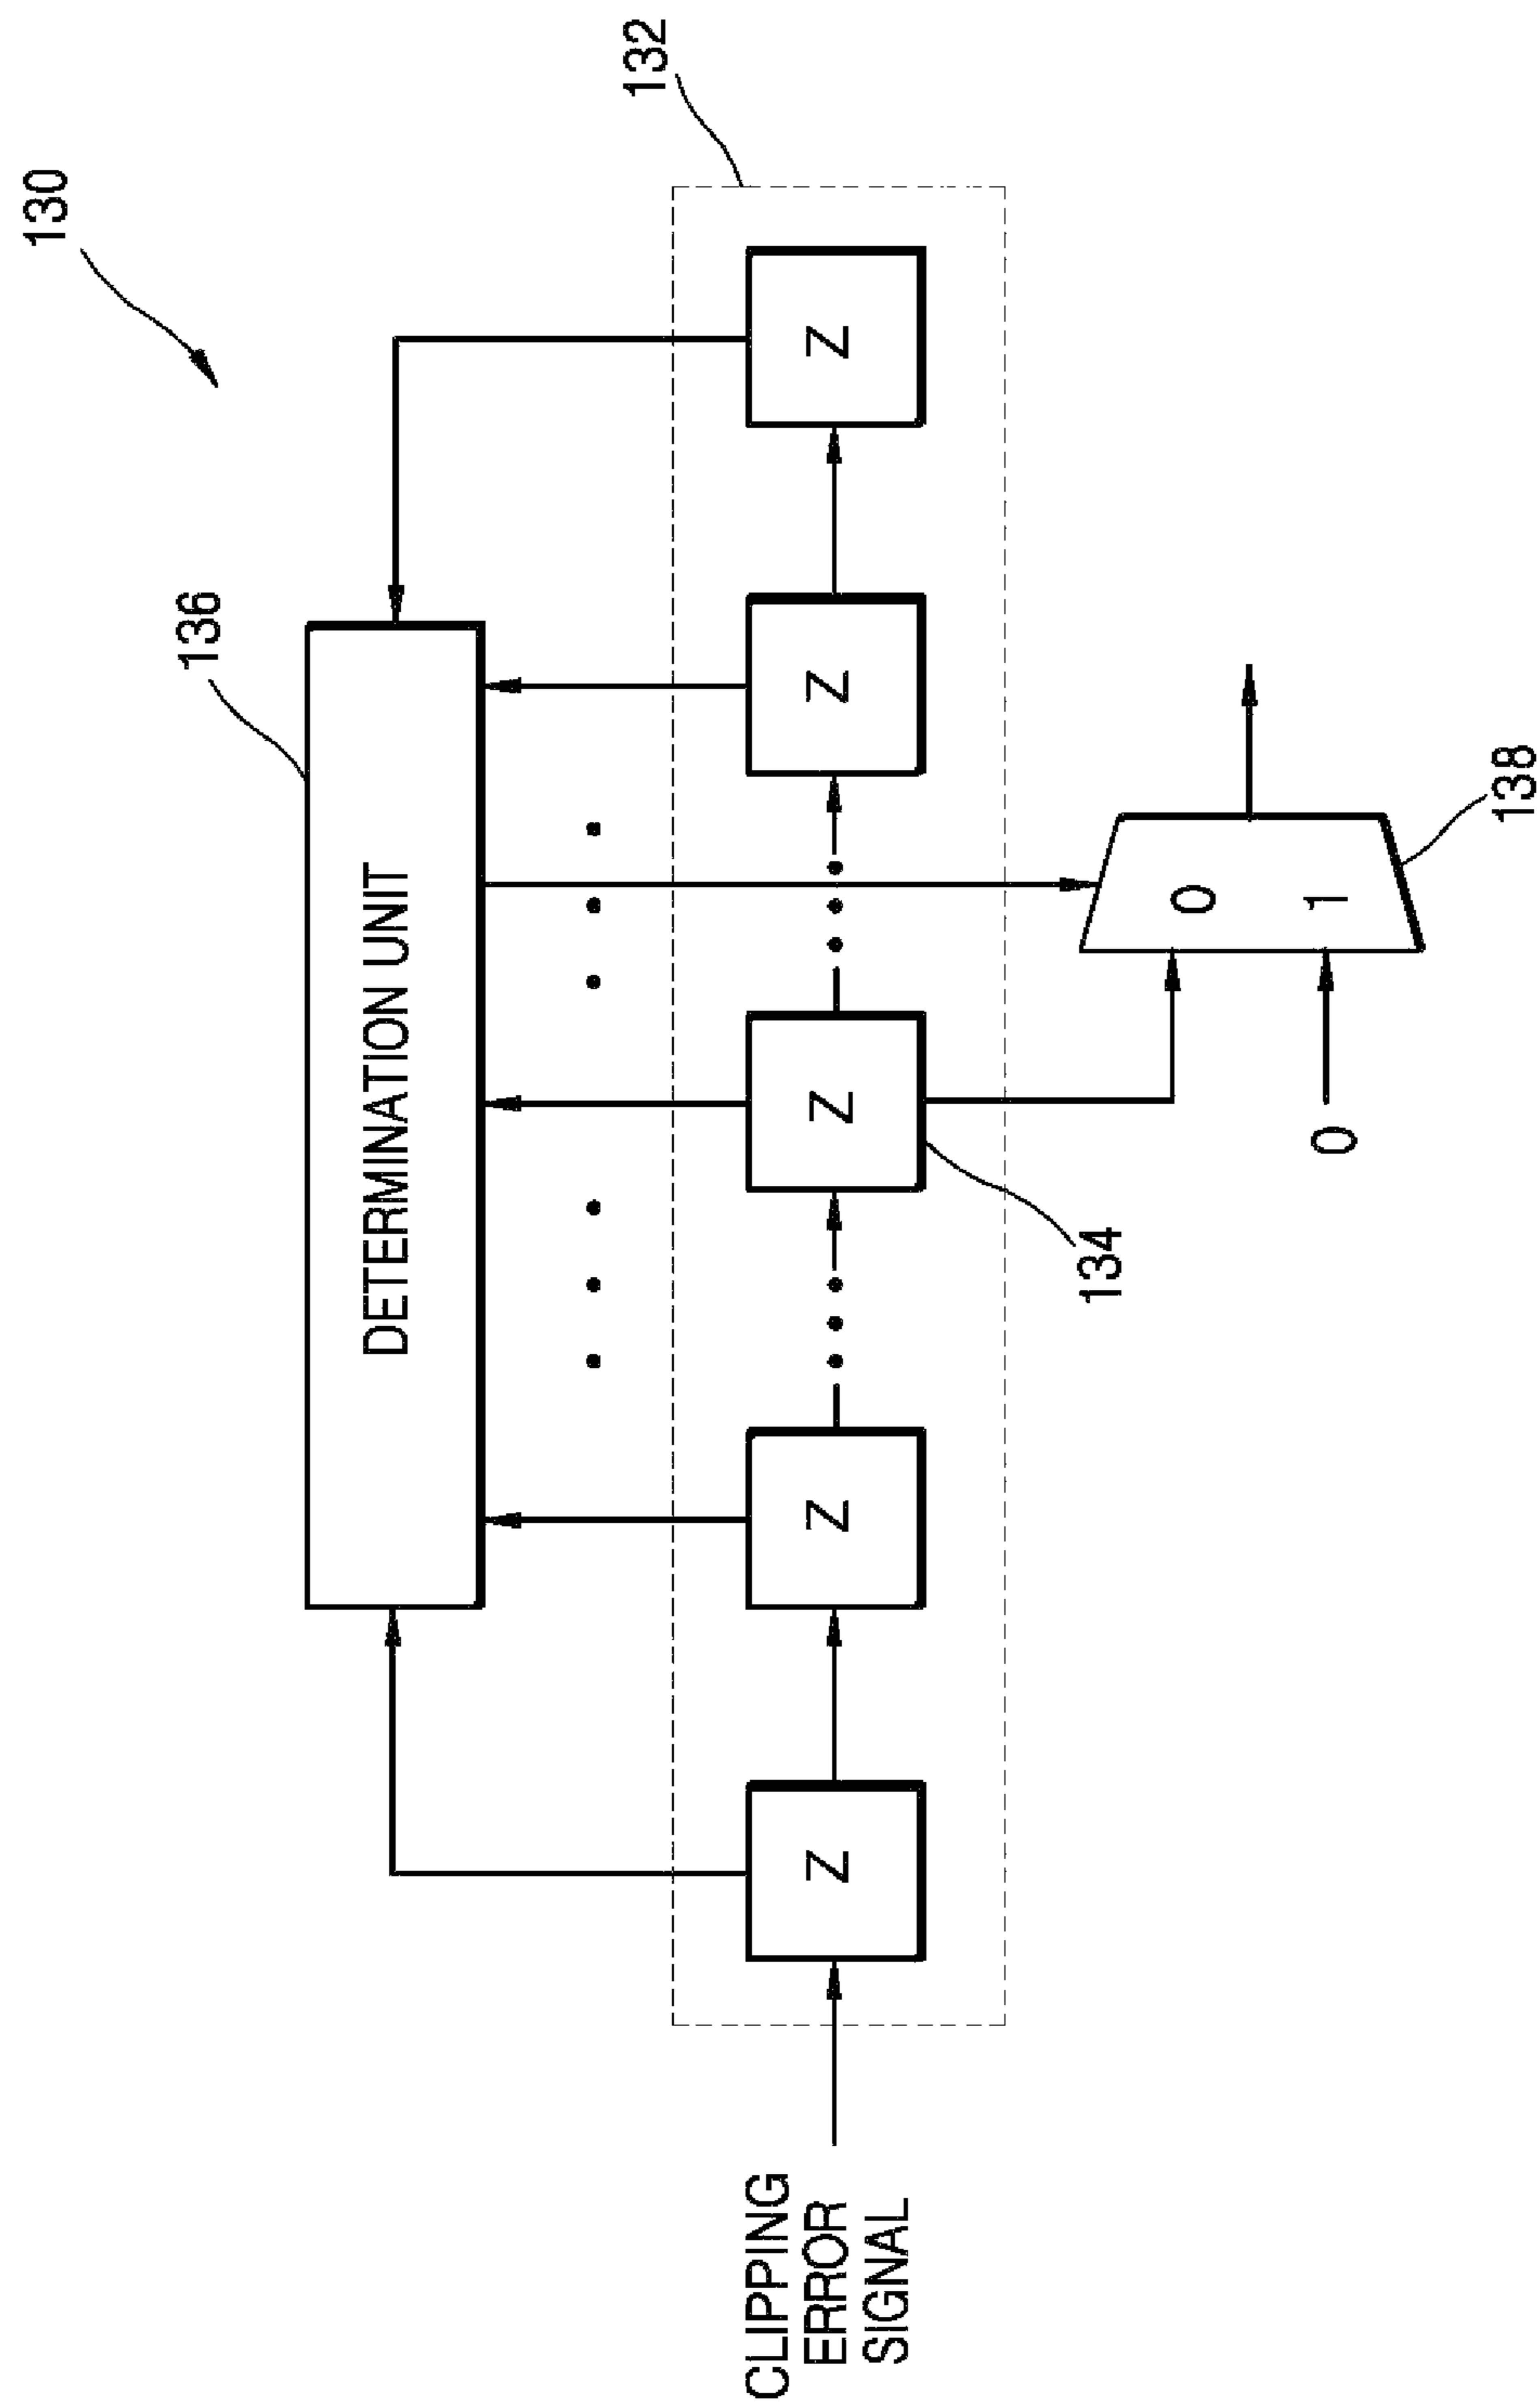 130
136
DETERMINATION UNIT
132
CLIPPING
ERROR
SIGNAL
Z
Z
Z
Z
Z
134
0
0
1
138